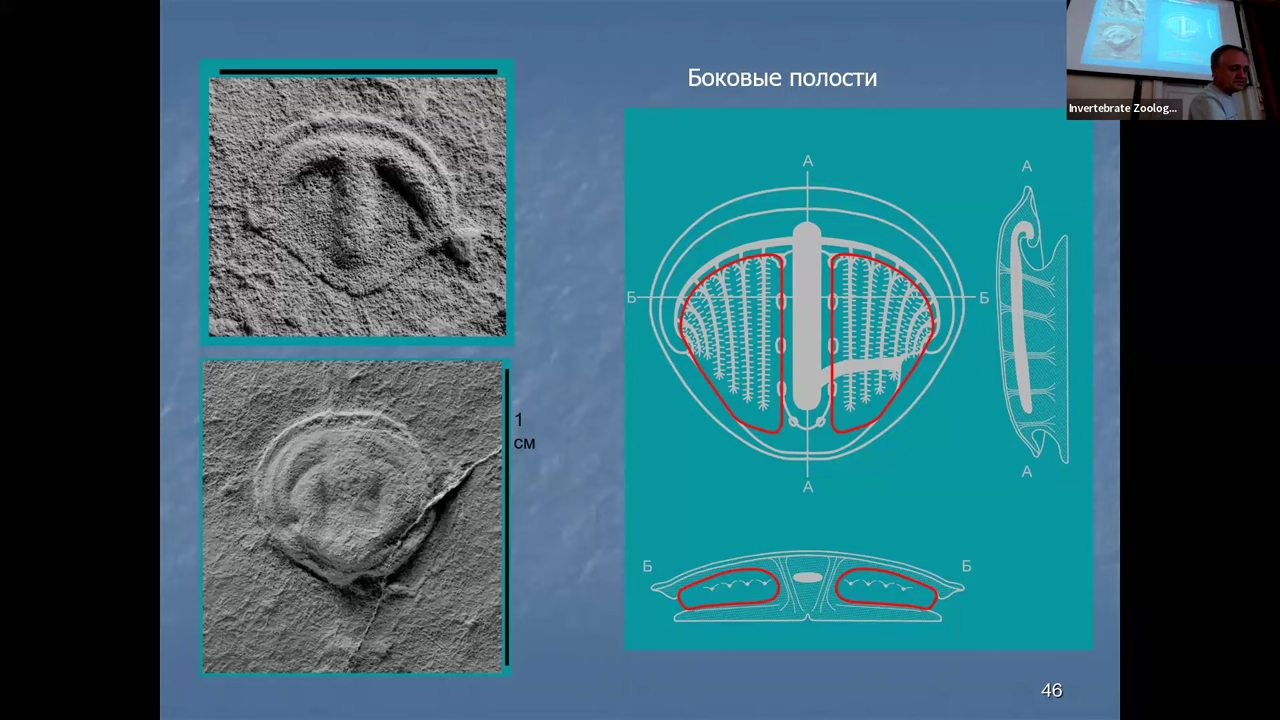 Боковые полости
Invertebrate Zoolog...
А
А
Б
Б
1
см
А
А
Б
Б
46